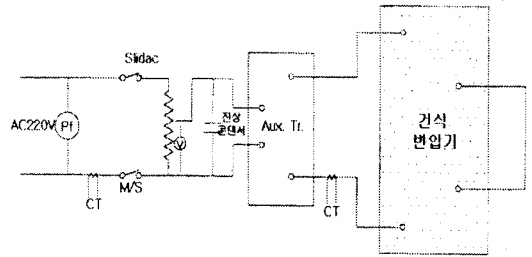 Slidac
AC220V
Pf
V
진상
콘덴서
Aux. Tr.
건식
변압기
M/S
CT
CT